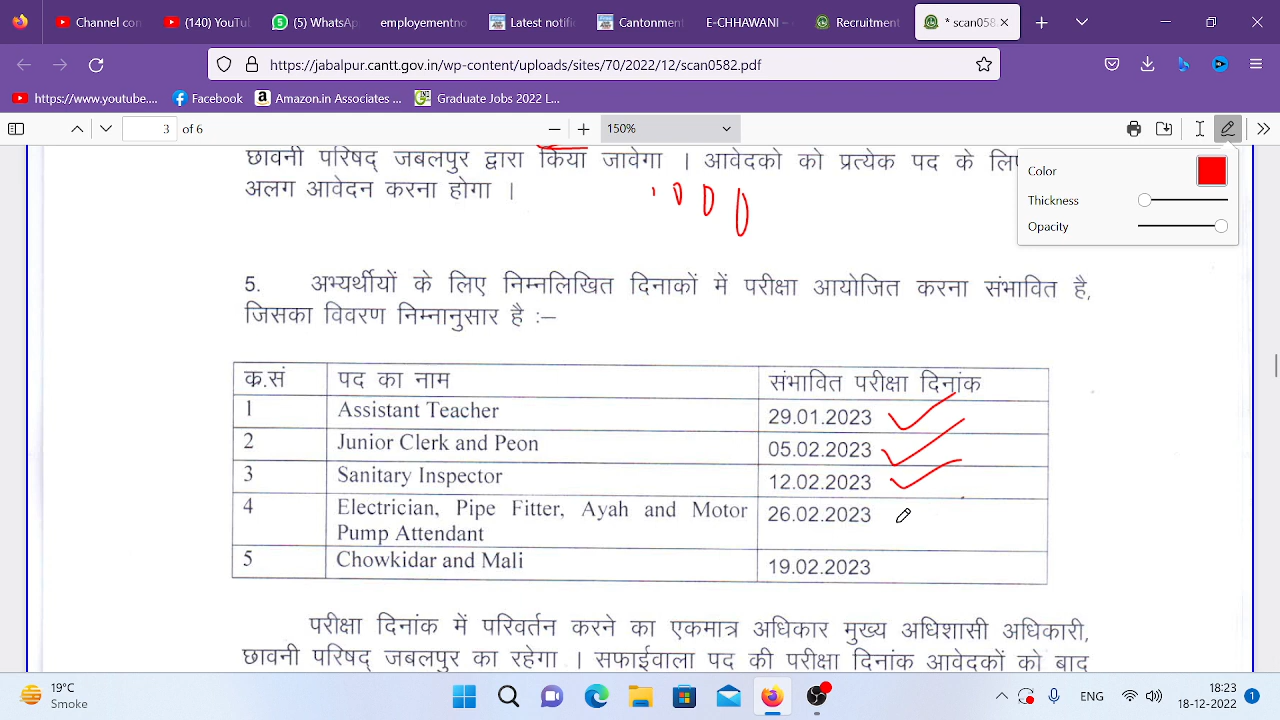 Channel con
(140) YouTu
(5) WhatsAp
employmentno
Latest notifi
Cantonment
E-CHHAWANI –
Recruitment
* scan058
https://jabalpur.cantt.gov.in/wp-content/uploads/sites/70/2022/12/scan0582.pdf
https://www.youtub...
Facebook
Amazon.in Associates ...
Graduate Jobs 2022 I...
3
of 6
150%
छावनी परिषद् जबलपुर द्वारा किया जावेगा । आवेदको को प्रत्येक पद के
अलग आवेदन करना होगा ।
Color
Thickness
Opacity
5. अभ्यर्थीयों के लिए निम्नलिखित दिनाकों में परीक्षा आयोजित करना संभावित है,
जिसका विवरण निम्नानुसार है :–
क.सं पद का नाम संभावित परीक्षा दिनांक
1 Assistant Teacher 29.01.2023
2 Junior Clerk and Peon 05.02.2023
3 Sanitary Inspector 12.02.2023
4 Electrician, Pipe Fitter, Ayah and Motor 26.02.2023
Pump Attendant
5 Chowkidar and Mali 19.02.2023
परीक्षा दिनांक में परिवर्तन करने का एकमात्र अधिकार मुख्य अधिशासी अधिकारी,
छावनी परिषद् जबलपुर का रहेगा । सफाईवाला पद की परीक्षा दिनांक आवेदकों को बाद
19°C
Smoke
ENG
18:23
18-12-2022
1